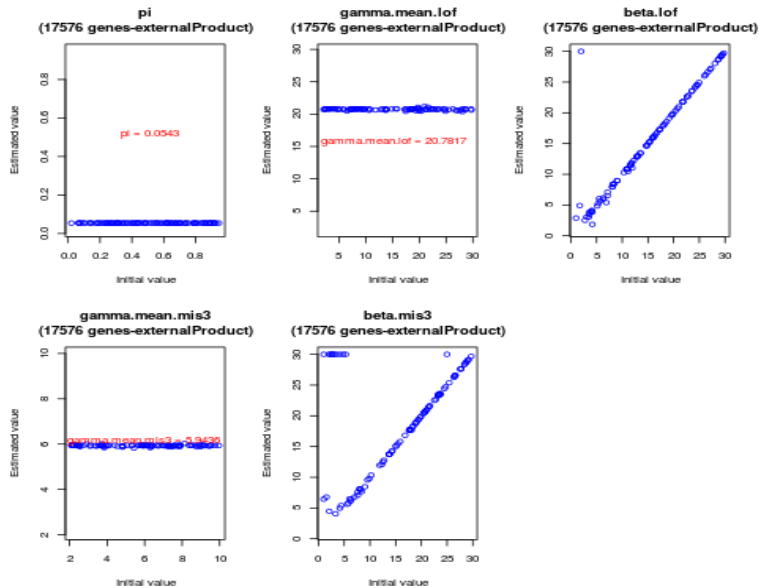 pi
(17576 genes-externalProduct)
Estimated value
0.0 0.2 0.4 0.6 0.8
pi = 0.0543
0.0 0.2 0.4 0.6 0.8
Initial value
gamma.mean.lof
(17576 genes-externalProduct)
Estimated value
5 10 15 20 25 30
gamma.mean.lof = 20.7817
5 10 15 20 25 30
Initial value
beta.lof
(17576 genes-externalProduct)
Estimated value
0 5 10 15 20 25 30
0 5 10 15 20 25 30
Initial value
gamma.mean.mis3
(17576 genes-externalProduct)
Estimated value
2 4 6 8 10
gamma.mean.mis3 = 5.9436
2 4 6 8 10
Initial value
beta.mis3
(17576 genes-externalProduct)
Estimated value
0 5 10 15 20 25 30
0 5 10 15 20 25 30
Initial value